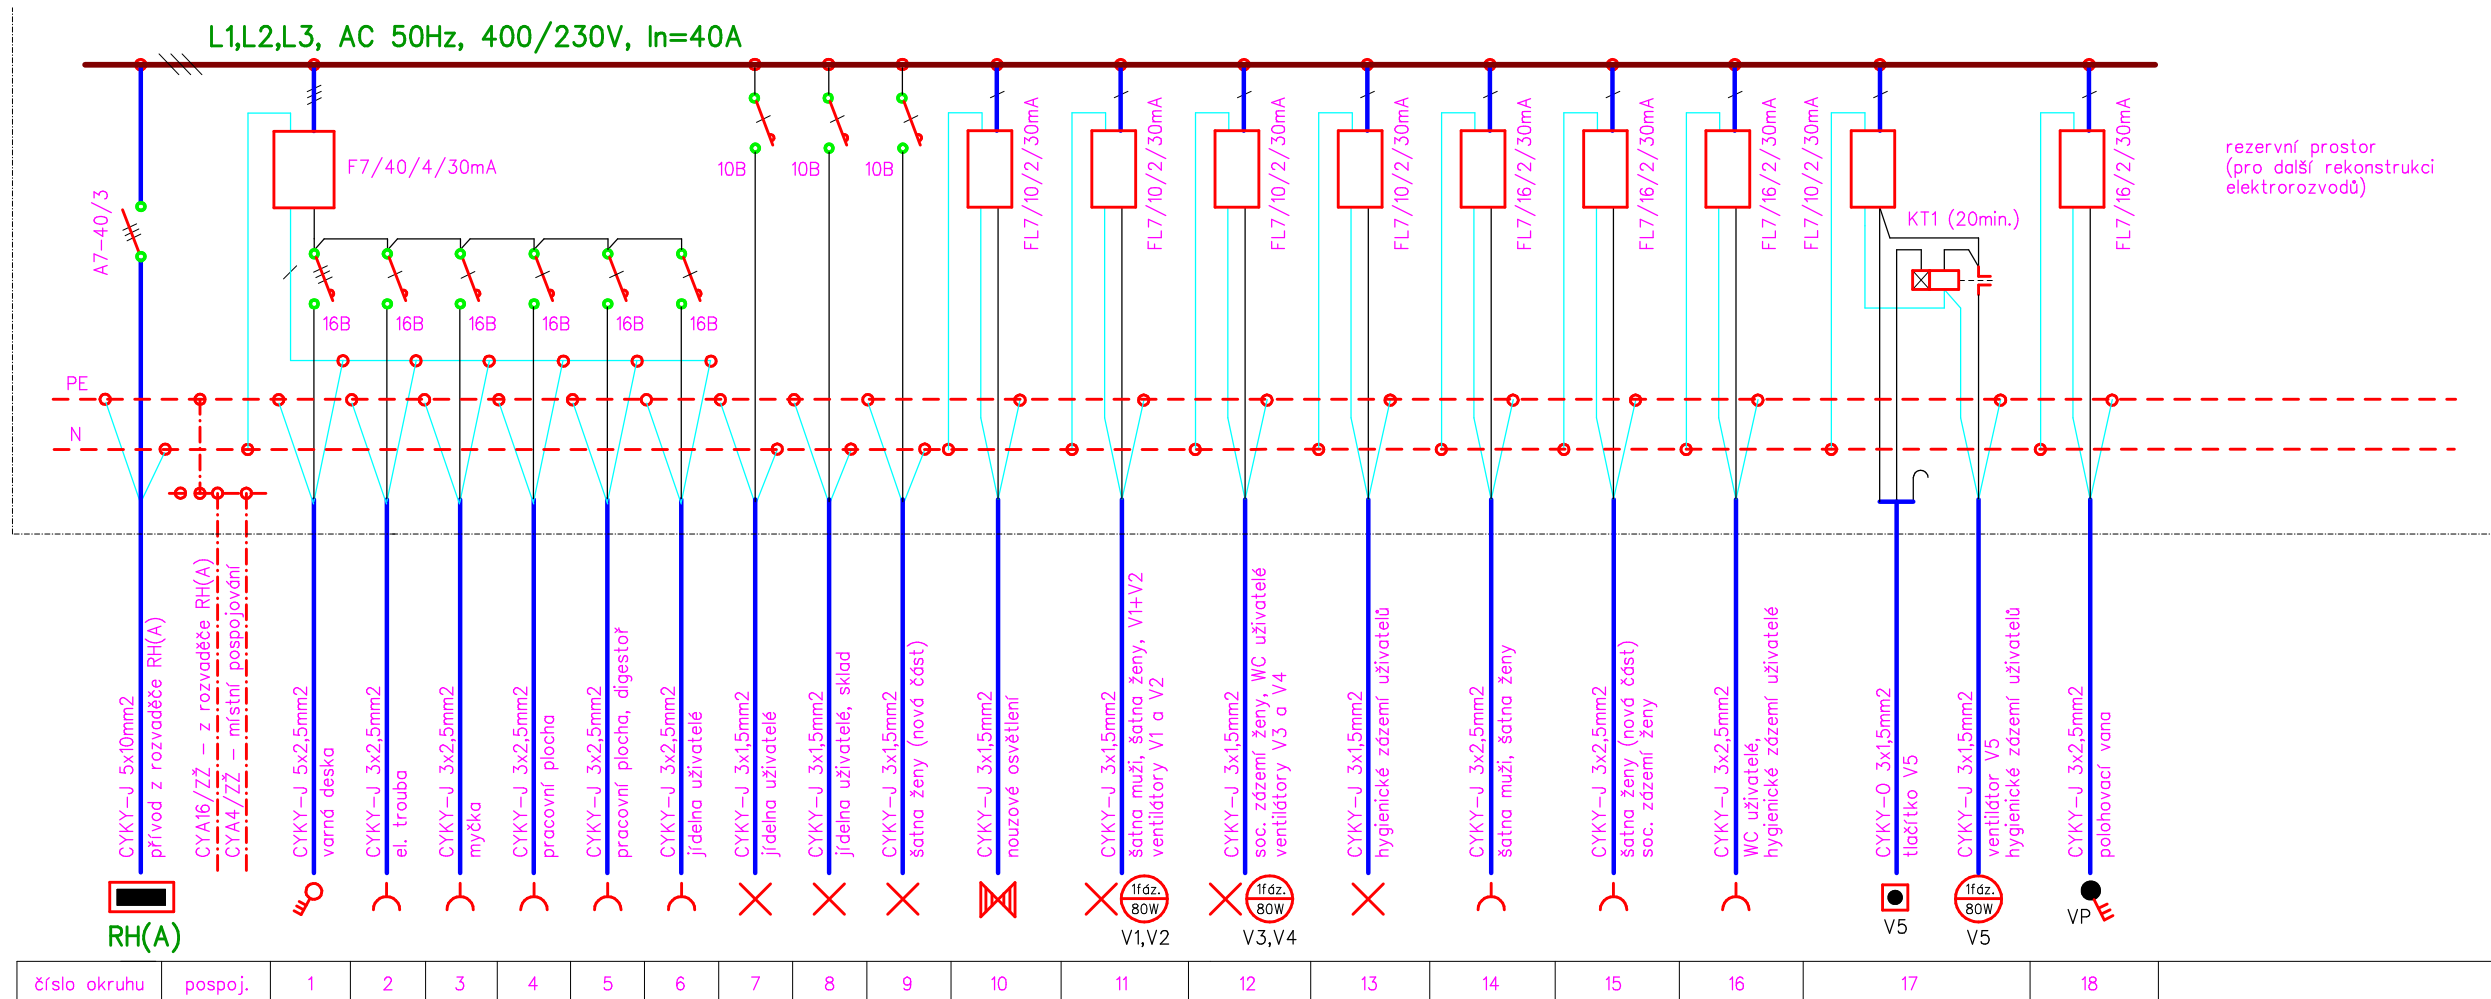 L1,L2,L3, AC 50Hz, 400/230V, In=40A
A7-40/3
F7/40/4/30mA
16B
16B
16B
16B
16B
16B
10B
10B
10B
FL7/10/2/30mA
FL7/10/2/30mA
FL7/10/2/30mA
FL7/10/2/30mA
FL7/16/2/30mA
FL7/16/2/30mA
FL7/16/2/30mA
FL7/10/2/30mA
KT1 (20min.)
FL7/16/2/30mA
rezervní prostor
(pro další rekonstrukci
elektrorozvodů)
PE
N
CYKY-J 5x10mm2
přívod z rozvaděče RH(A)
CYA16/ZŽ - z rozvaděče RH(A)
CYA4/ZŽ - místní pospojování
CYKY-J 5x2,5mm2
varná deska
CYKY-J 3x2,5mm2
el. trouba
CYKY-J 3x2,5mm2
myčka
CYKY-J 3x2,5mm2
pracovní plocha
CYKY-J 3x2,5mm2
pracovní plocha, digestoř
CYKY-J 3x2,5mm2
jídelna uživatelé
CYKY-J 3x1,5mm2
jídelna uživatelé
CYKY-J 3x1,5mm2
jídelna uživatelé, sklad
CYKY-J 3x1,5mm2
šatna ženy (nová část)
CYKY-J 3x1,5mm2
nouzové osvětlení
CYKY-J 3x1,5mm2
šatna muži, šatna ženy, V1+V2
ventilátory V1 a V2
CYKY-J 3x1,5mm2
soc. zázemí ženy, WC uživatelé
ventilátory V3 a V4
CYKY-J 3x1,5mm2
hygienické zázemí uživatelů
CYKY-J 3x2,5mm2
šatna muži, šatna ženy
CYKY-J 3x2,5mm2
šatna ženy (nová část)
soc. zázemí ženy
CYKY-J 3x2,5mm2
WC uživatelé,
hygienické zázemí uživatelé
CYKY-O 3x1,5mm2
tlačítko V5
CYKY-J 3x1,5mm2
ventilátor V5
hygienické zázemí uživatelů
CYKY-J 3x2,5mm2
polohovací vana
RH(A)
1fáz.
80W
V1,V2
1fáz.
80W
V3,V4
V5
1fáz.
80W
V5
VP
číslo okruhu pospoj. 1 2 3 4 5 6 7 8 9 10 11 12 13 14 15 16 17 18